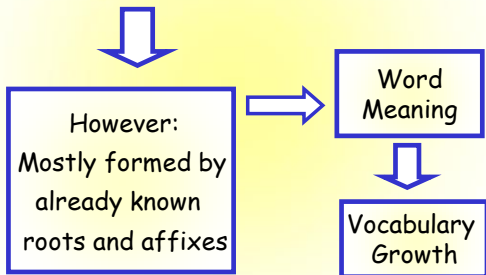 However:
Mostly formed by
already known
roots and affixes
Word
Meaning
Vocabulary
Growth